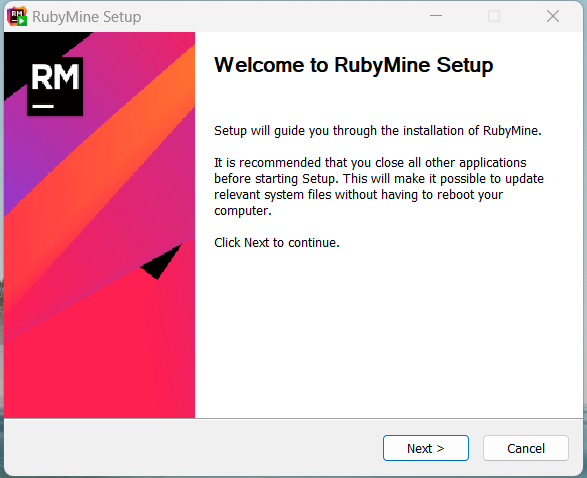 RubyMine Setup
RM
Welcome to RubyMine Setup
Setup will guide you through the installation of RubyMine.
It is recommended that you close all other applications
before starting Setup. This will make it possible to update
relevant system files without having to reboot your
computer.
Click Next to continue.
Next >
Cancel